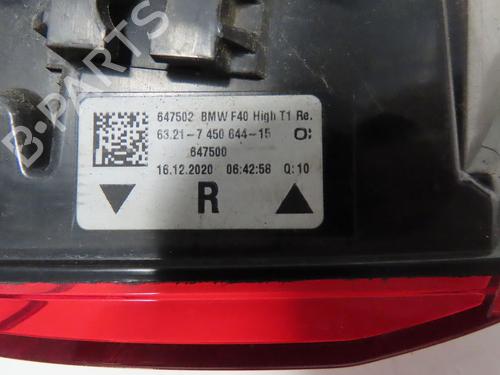 647502 BMW F40 High T1 Re.
63.21-7 450 644-15 O:
647500
16.12.2020 06:42:58 Q:10
R